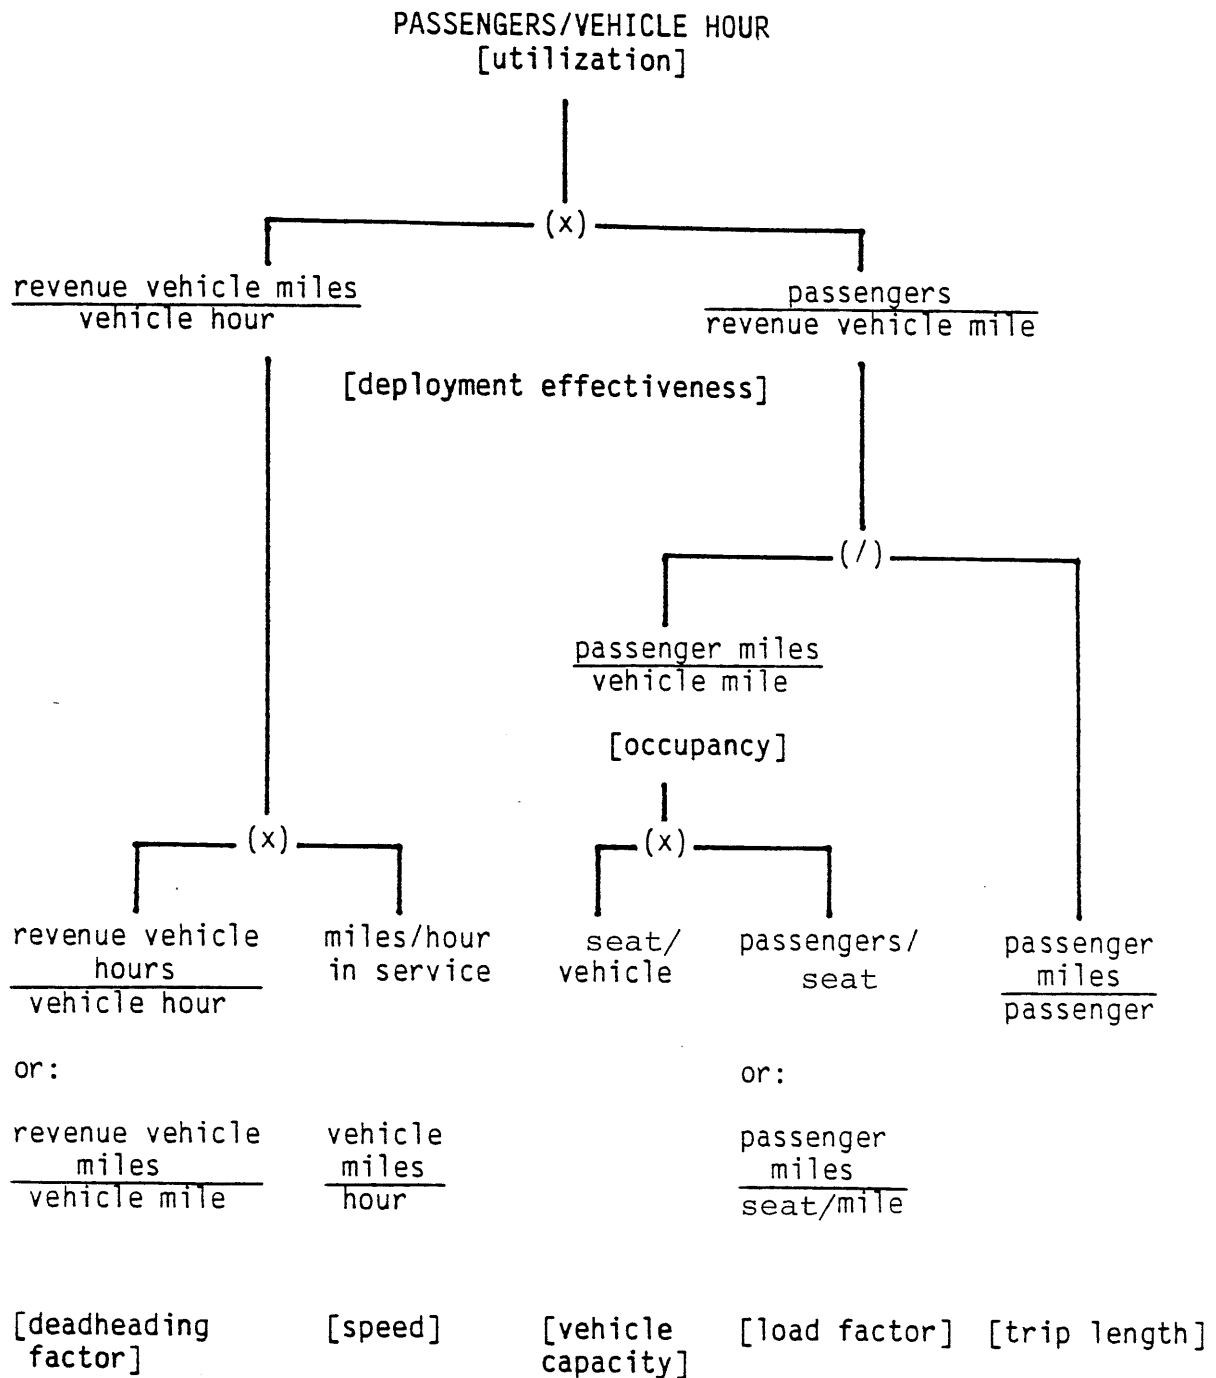 PASSENGERS/VEHICLE HOUR
[utilization]
(x)
revenue vehicle miles
vehicle hour
passengers
revenue vehicle mile
[deployment effectiveness]
(/)
passenger miles
vehicle mile
[occupancy]
(x)
(x)
revenue vehicle
hours
vehicle hour
miles/hour
in service
seat/
vehicle
passengers/
seat
passenger
miles
passenger
or:
or:
revenue vehicle
miles
vehicle mile
vehicle
miles
hour
passenger
miles
seat/mile
[deadheading
factor]
[speed]
[vehicle
capacity]
[load factor]
[trip length]